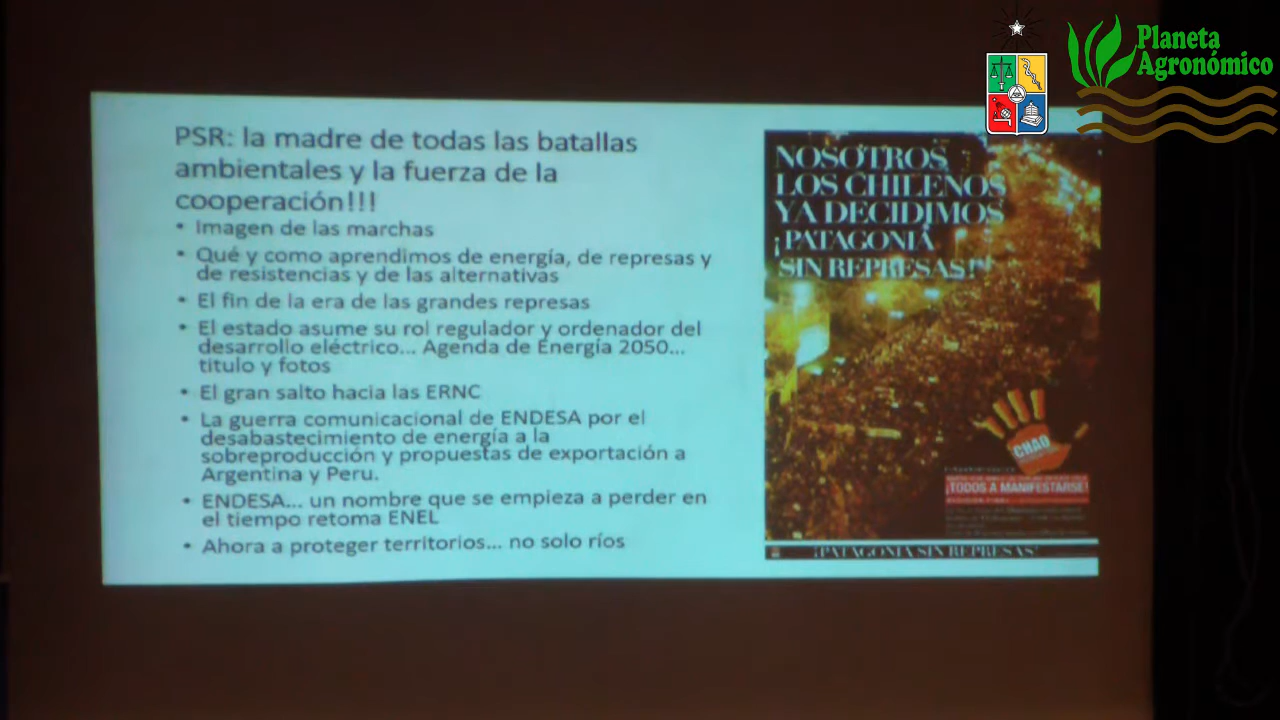 Planeta
Agronómico
PSR: la madre de todas las batallas
ambientales y la fuerza de la
cooperación!!!
• Imagen de las marchas
• Qué y como aprendimos de energía, de represas y
de resistencias y de las alternativas
• El fin de la era de las grandes represas
• El estado asume su rol regulador y ordenador del
desarrollo eléctrico... Agenda de Energía 2050...
titulo y fotos
• El gran salto hacia las ERNC
• La guerra comunicacional de ENDESA por el
desabastecimiento de energía a la
sobreproducción y propuestas de exportación a
Argentina y Peru.
• ENDESA... un nombre que se empieza a perder en
el tiempo retoma ENEL
• Ahora a proteger territorios... no solo ríos
NOSOTROS
LOS CHILENOS
YA DECIDIMOS
¡PATAGONIA
SIN REPRESAS!
CHAO
¡TODOS A MANIFESTARSE!
¡PATAGONIA SIN REPRESAS!